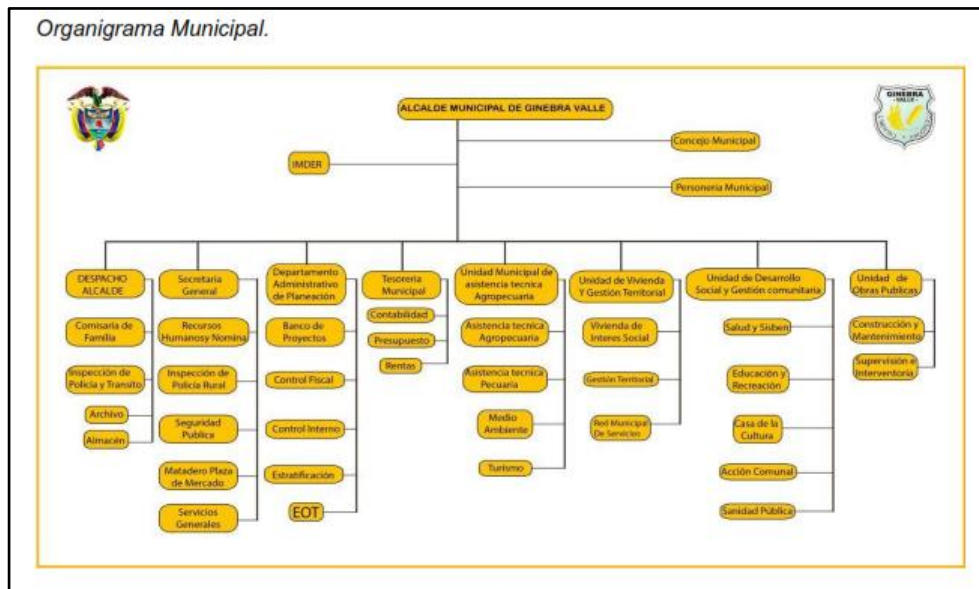 Organigrama Municipal.
ALCALDE MUNICIPAL DE GINEBRA VALLE
GINEBRA
VALLE
IMDER
Concejo Municipal
Personeria Municipal
DESPACHO
ALCALDE
Comisaria de
Familia
Inspección de
Policía y Transito
Archivo
Almacén
Secretaria
General
Recursos
Humanosy Nomina
Inspección de
Policía Rural
Seguridad
Publica
Matadero Plaza
de Mercado
Servicios
Generales
Departamento
Administrativo
de Planeación
Banco de
Proyectos
Control Fiscal
Control Interno
Estratificación
EOT
Tesoreria
Municipal
Contabilidad
Presupuesto
Rentas
Unidad Municipal de
asistencia tecnica
Agropecuaria
Asistencia tecnica
Agropecuaria
Asistencia tecnica
Pecuaria
Medio
Ambiente
Turismo
Unidad de Vivienda
Y Gestión Territorial
Vivienda de
Interes Social
Gestión Territorial
Red Municipal
De Servicios
Unidad de Desarrollo
Social y Gestión comunitaria
Salud y Sisben
Educación y
Recreación
Casa de la
Cultura
Acción Comunal
Sanidad Pública
Unidad de
Obras Publicas
Construcción y
Mantenimiento
Supervisión e
Interventoria